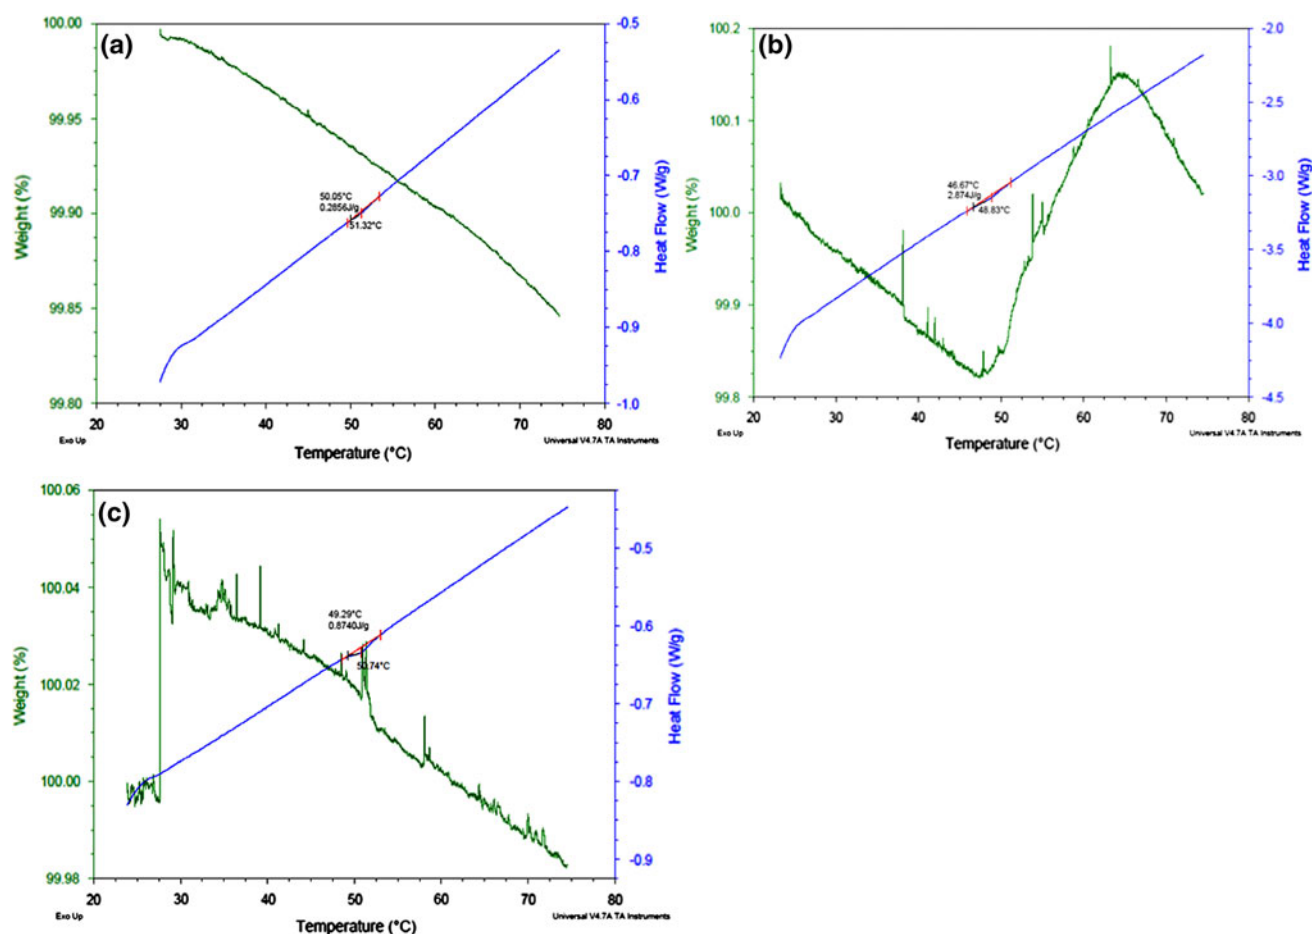 (a)
100.00
99.95
99.90
99.85
99.80
Weight (%)
-0.5
-0.6
-0.7
-0.8
-0.9
-1.0
Heat Flow (W/g)
50.05°C
0.2856J/g
51.32°C
20 30 40 50 60 70 80
Exo Up
Temperature (°C)
Universal V4.7A TA Instruments
(b)
100.2
100.1
100.0
99.9
99.8
Weight (%)
-2.0
-2.5
-3.0
-3.5
-4.0
-4.5
Heat Flow (W/g)
46.67°C
2.874J/g
48.83°C
20 30 40 50 60 70 80
Exo Up
Temperature (°C)
Universal V4.7A TA Instruments
(c)
100.06
100.04
100.02
100.00
99.98
Weight (%)
-0.5
-0.6
-0.7
-0.8
-0.9
Heat Flow (W/g)
49.29°C
0.8740J/g
50.74°C
20 30 40 50 60 70 80
Exo Up
Temperature (°C)
Universal V4.7A TA Instruments